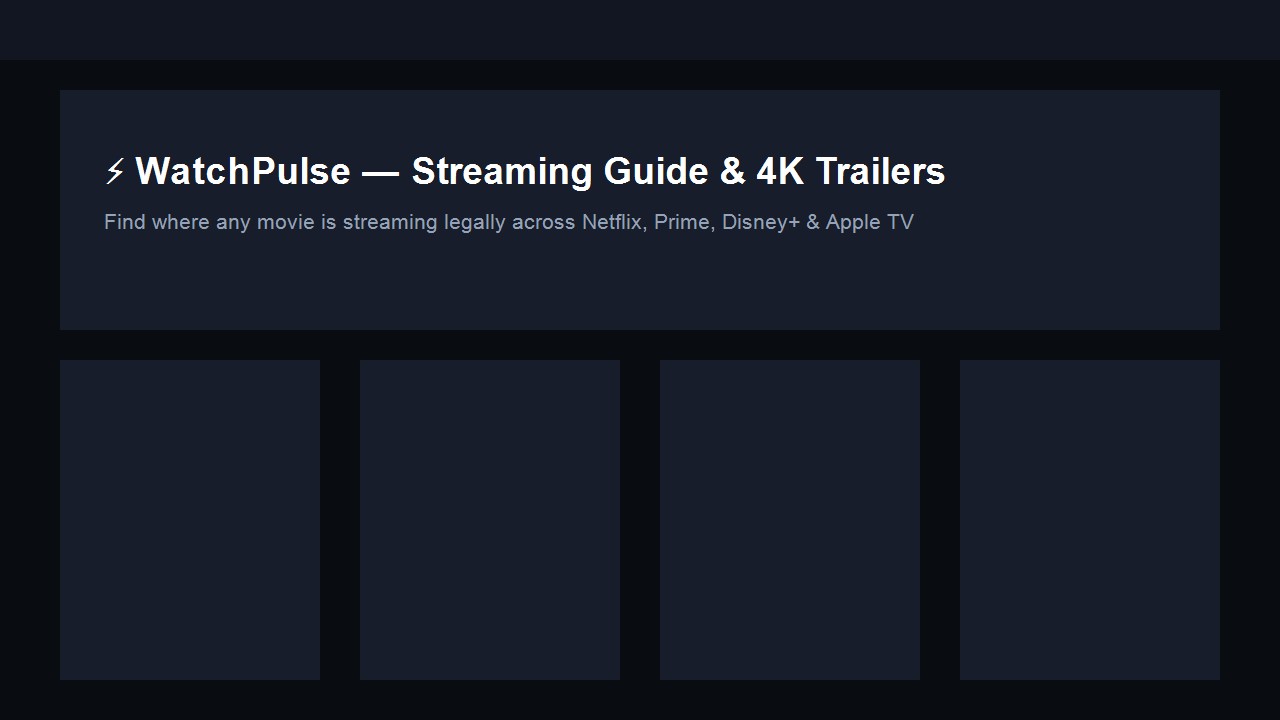 ⚡ WatchPulse — Streaming Guide & 4K Trailers
Find where any movie is streaming legally across Netflix, Prime, Disney+ & Apple TV